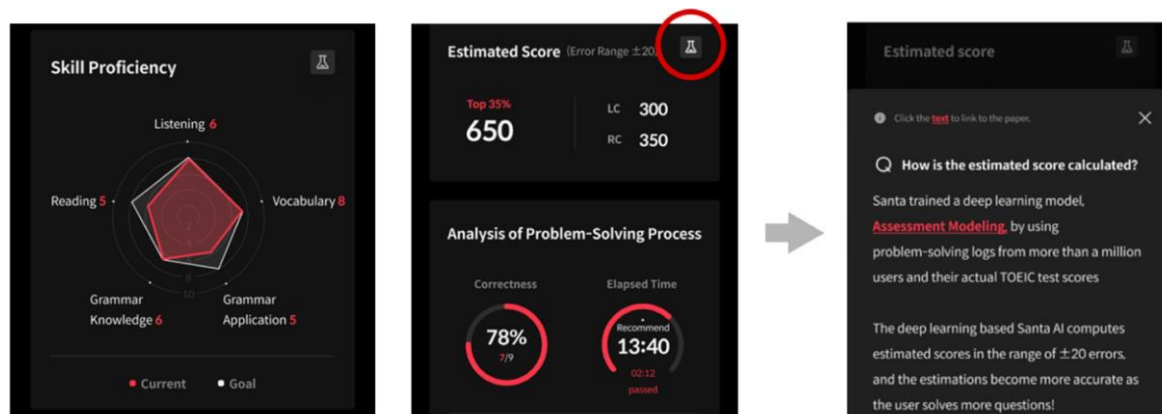 Skill Proficiency
Listening 6
Reading 5
Vocabulary 8
2
4
6
8
10
Grammar
Knowledge 6
Grammar
Application 5
Current
Goal
Estimated Score (Error Range ±20)
Top 35%
650
LC 300
RC 350
Analysis of Problem-Solving Process
Correctness
78%
7/9
Elapsed Time
Recommend
13:40
02:12
passed
Estimated score
Click the text to link to the paper.
Q How is the estimated score calculated?
Santa trained a deep learning model,
Assessment Modeling, by using
problem-solving logs from more than a million
users and their actual TOEIC test scores
The deep learning based Santa AI computes
estimated scores in the range of ±20 errors,
and the estimations become more accurate as
the user solves more questions!